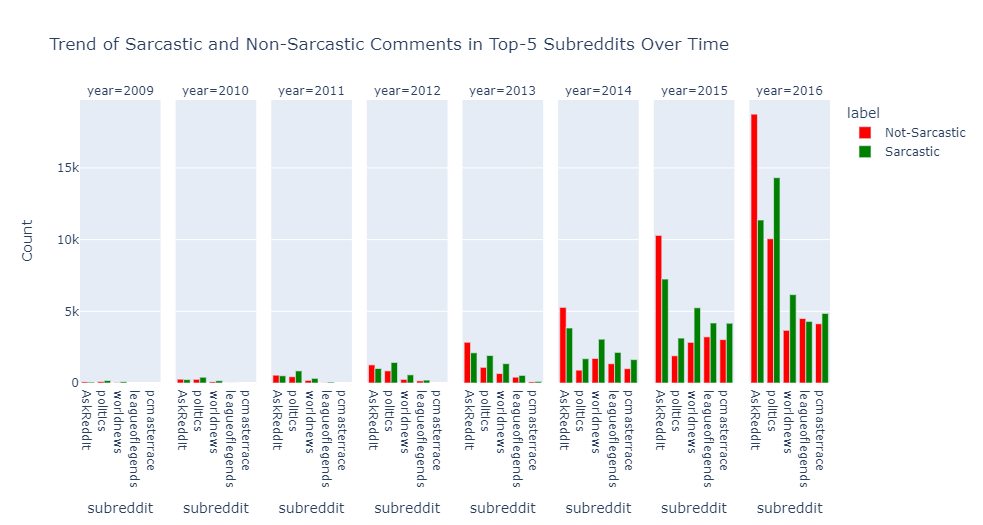 Trend of Sarcastic and Non-Sarcastic Comments in Top-5 Subreddits Over Time
year=2009 year=2010 year=2011 year=2012 year=2013 year=2014 year=2015 year=2016
label
Not-Sarcastic
Sarcastic
15k
10k
5k
0
Count
AskReddit politics worldnews leagueoflegends pcmasterrace
AskReddit politics worldnews leagueoflegends pcmasterrace
AskReddit politics worldnews leagueoflegends pcmasterrace
AskReddit politics worldnews leagueoflegends pcmasterrace
AskReddit politics worldnews leagueoflegends pcmasterrace
AskReddit politics worldnews leagueoflegends pcmasterrace
AskReddit politics worldnews leagueoflegends pcmasterrace
AskReddit politics worldnews leagueoflegends pcmasterrace
subreddit subreddit subreddit subreddit subreddit subreddit subreddit subreddit